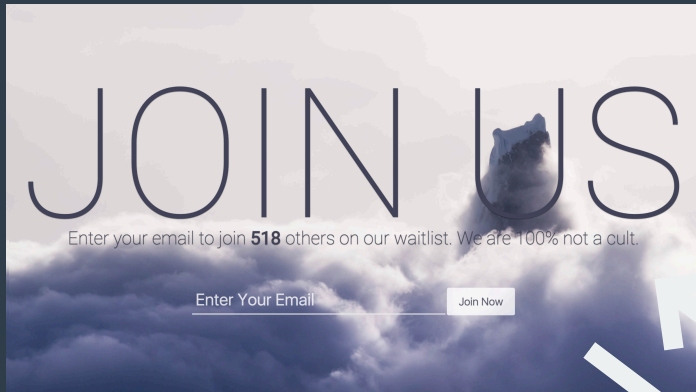 JOIN US
Enter your email to join 518 others on our waitlist. We are 100% not a cult.
Enter Your Email
Join Now